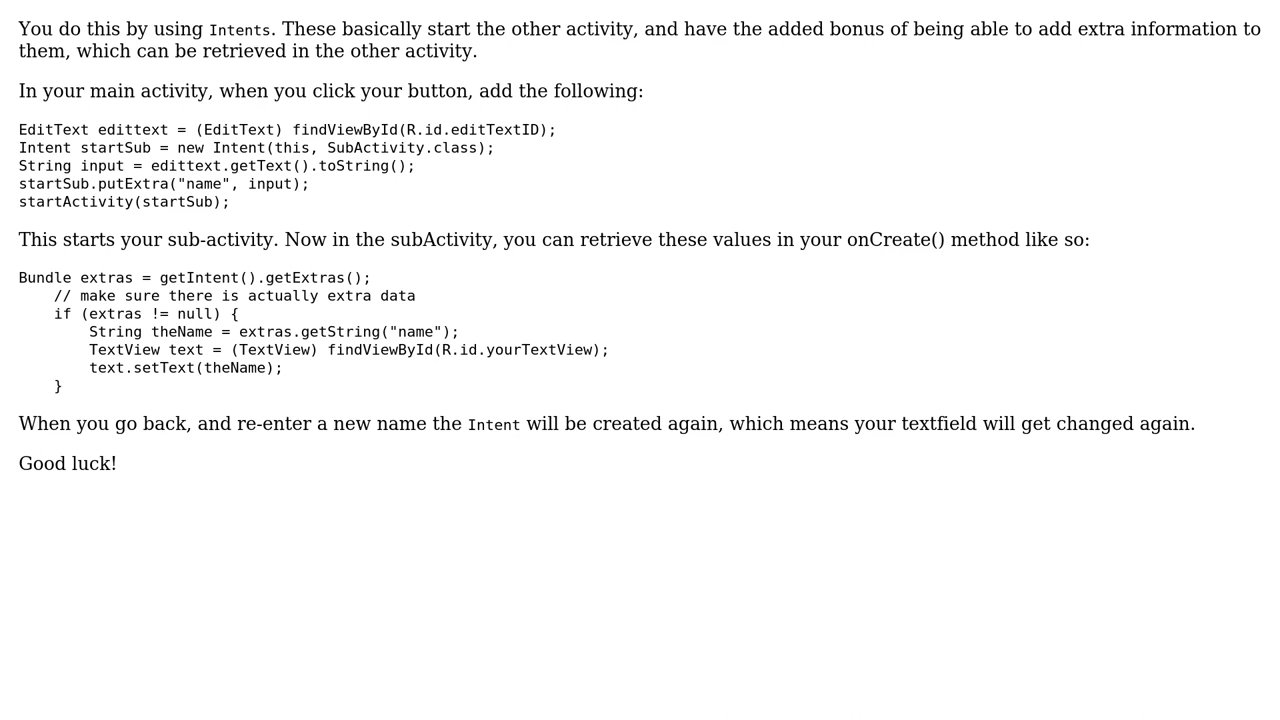 You do this by using Intents. These basically start the other activity, and have the added bonus of being able to add extra information to
them, which can be retrieved in the other activity.
In your main activity, when you click your button, add the following:
EditText edittext = (EditText) findViewById(R.id.editTextID);
Intent startSub = new Intent(this, SubActivity.class);
String input = edittext.getText().toString();
startSub.putExtra("name", input);
startActivity(startSub);
This starts your sub-activity. Now in the subActivity, you can retrieve these values in your onCreate() method like so:
Bundle extras = getIntent().getExtras();
    // make sure there is actually extra data
    if (extras != null) {
        String theName = extras.getString("name");
        TextView text = (TextView) findViewById(R.id.yourTextView);
        text.setText(theName);
    }
When you go back, and re-enter a new name the Intent will be created again, which means your textfield will get changed again.
Good luck!